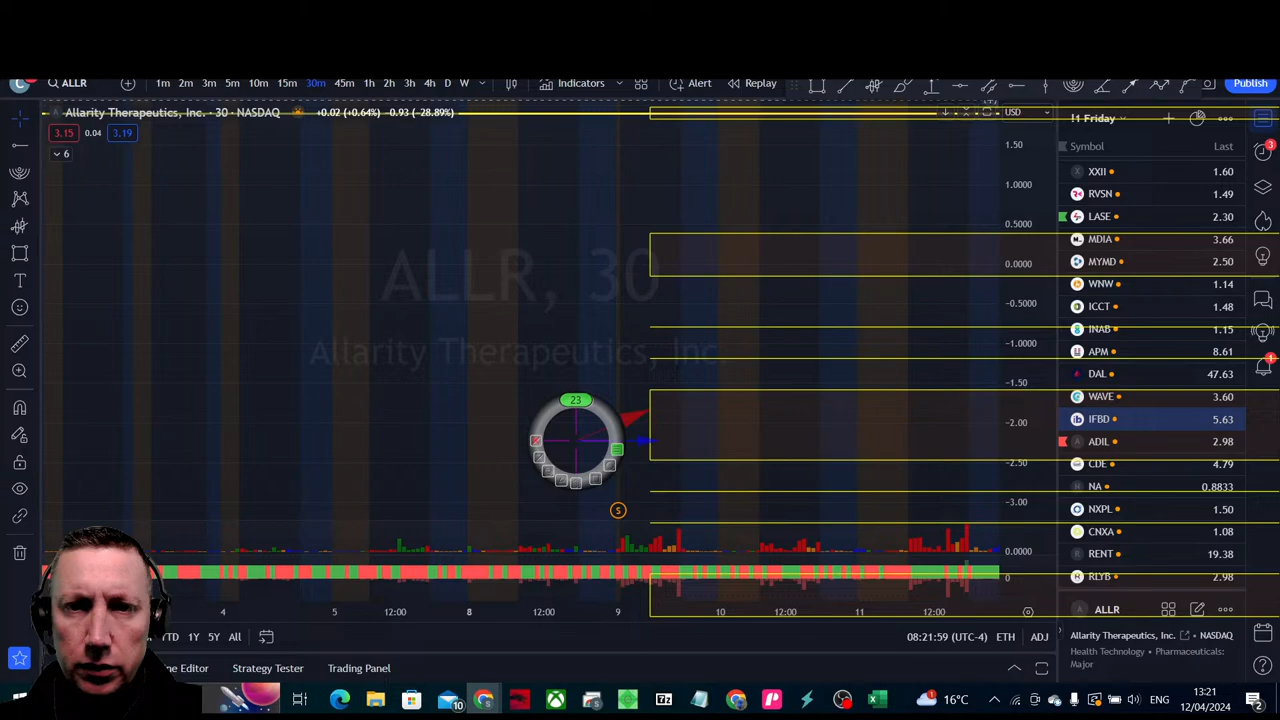 C ALLR 1m 2m 3m 5m 10m 15m 30m 45m 1h 2h 3h 4h D W Indicators Alert Replay Publish
Allarity Therapeutics, Inc. · 30 · NASDAQ +0.02 (+0.64%) -0.93 (-28.89%)
3.15 0.04 3.19
6
ALLR, 30
Allarity Therapeutics, Inc.
23
S
USD
1.50
1.0000
0.5000
0.0000
-0.5000
-1.0000
-1.50
-2.00
-2.50
-3.00
0.0000
0
4 5 12:00 8 12:00 9 10 12:00 11 12:00
YTD 1Y 5Y All 08:21:59 (UTC-4) ETH ADJ
ine Editor Strategy Tester Trading Panel
!1 Friday
Symbol Last
XXII 1.60
RVSN 1.49
LASE 2.30
MDIA 3.66
MYMD 2.50
WNW 1.14
ICCT 1.48
INAB 1.15
APM 8.61
DAL 47.63
WAVE 3.60
IFBD 5.63
ADIL 2.98
CDE 4.79
NA 0.8833
NXPL 1.50
CNXA 1.08
RENT 19.38
RLYB 2.98
A ALLR
Allarity Therapeutics, Inc. NASDAQ
Health Technology • Pharmaceuticals:
Major
3
1
10
1
16°C
ENG
13:21
12/04/2024
2